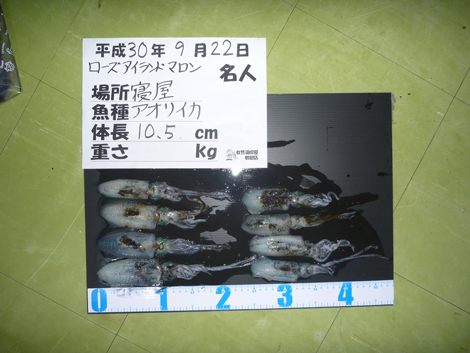 平成30年9月22日
ローズアイランドマロン 名人
場所 寝屋
魚種 アオリイカ
体長 10.5 cm
重さ Kg
0 1 2 3 4